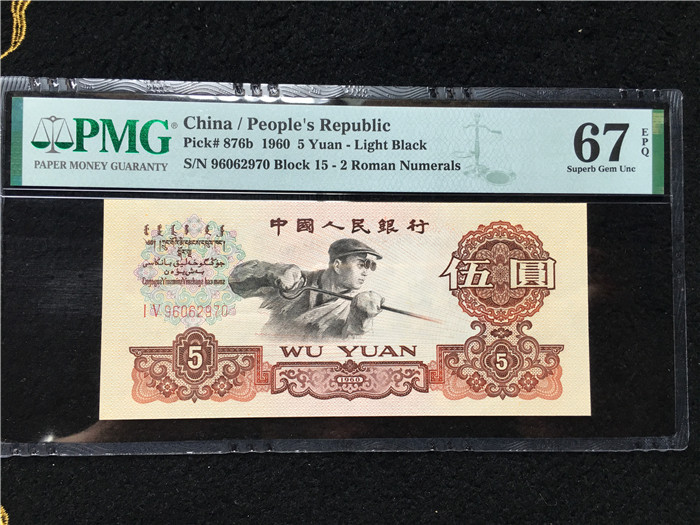 PMG®
PAPER MONEY GUARANTY
China / People's Republic
Pick# 876b 1960 5 Yuan - Light Black
S/N 96062970 Block 15 - 2 Roman Numerals
67 EPQ
Superb Gem Unc
中國人民銀行
伍圓
I V 96062970
5
WU YUAN
5
1960